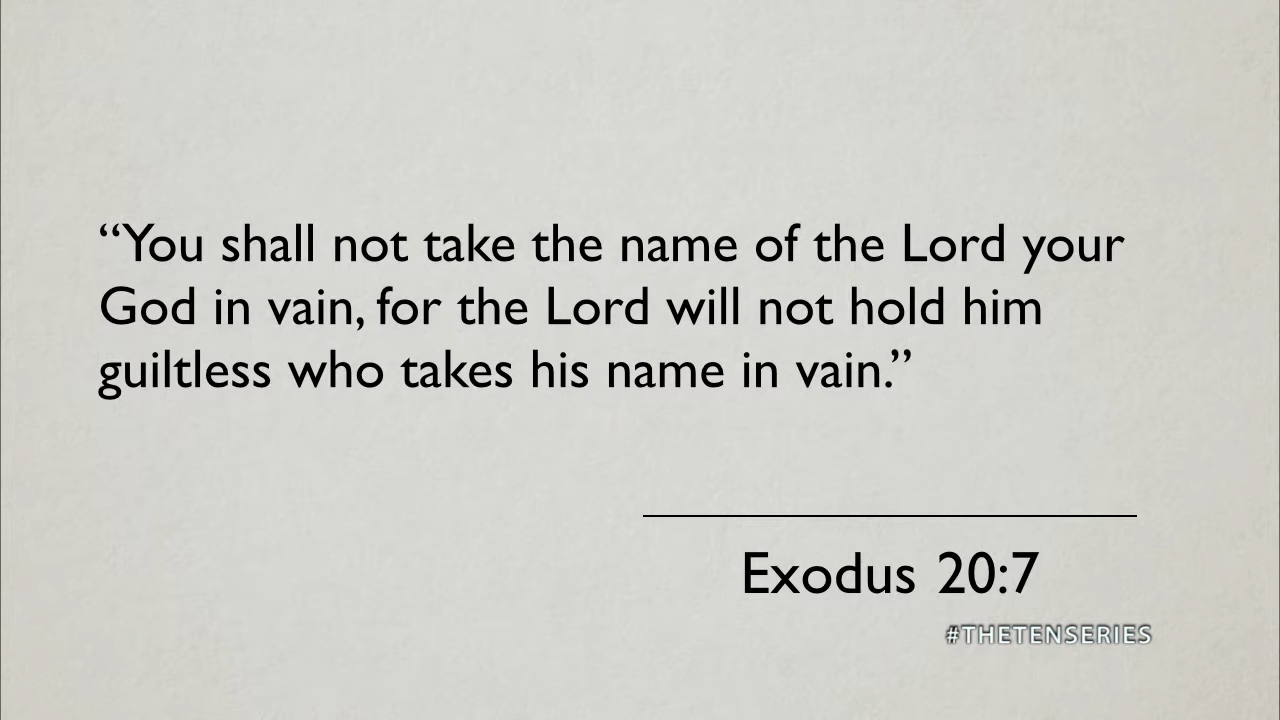 “You shall not take the name of the Lord your
God in vain, for the Lord will not hold him
guiltless who takes his name in vain.”
Exodus 20:7
#THETENSERIES